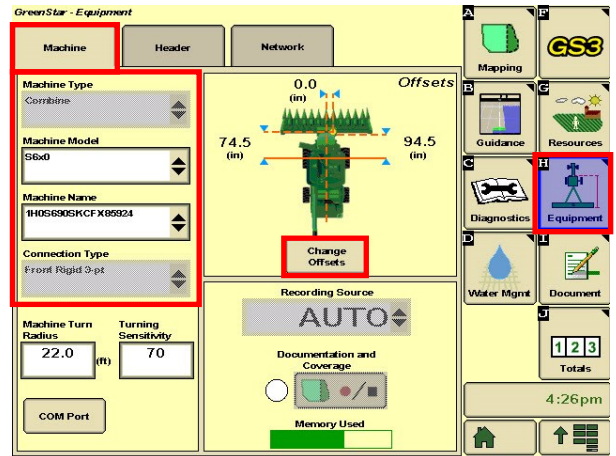 GreenStar - Equipment
Machine
Header
Network
Machine Type
Combine
Machine Model
S6x0
Machine Name
1H0S690SKCFX85924
Connection Type
Front Rigid 3-pt
Machine Turn
Radius
22.0
(ft)
Turning
Sensitivity
70
COM Port
Offsets
0.0
(in)
74.5
(in)
94.5
(in)
Change
Offsets
Recording Source
AUTO
Documentation and
Coverage
Memory Used
A
Mapping
F
GS3
B
Guidance
G
Resources
C
Diagnostics
H
Equipment
D
Water Mgmt
I
Document
J
1 2 3
Totals
4:26pm